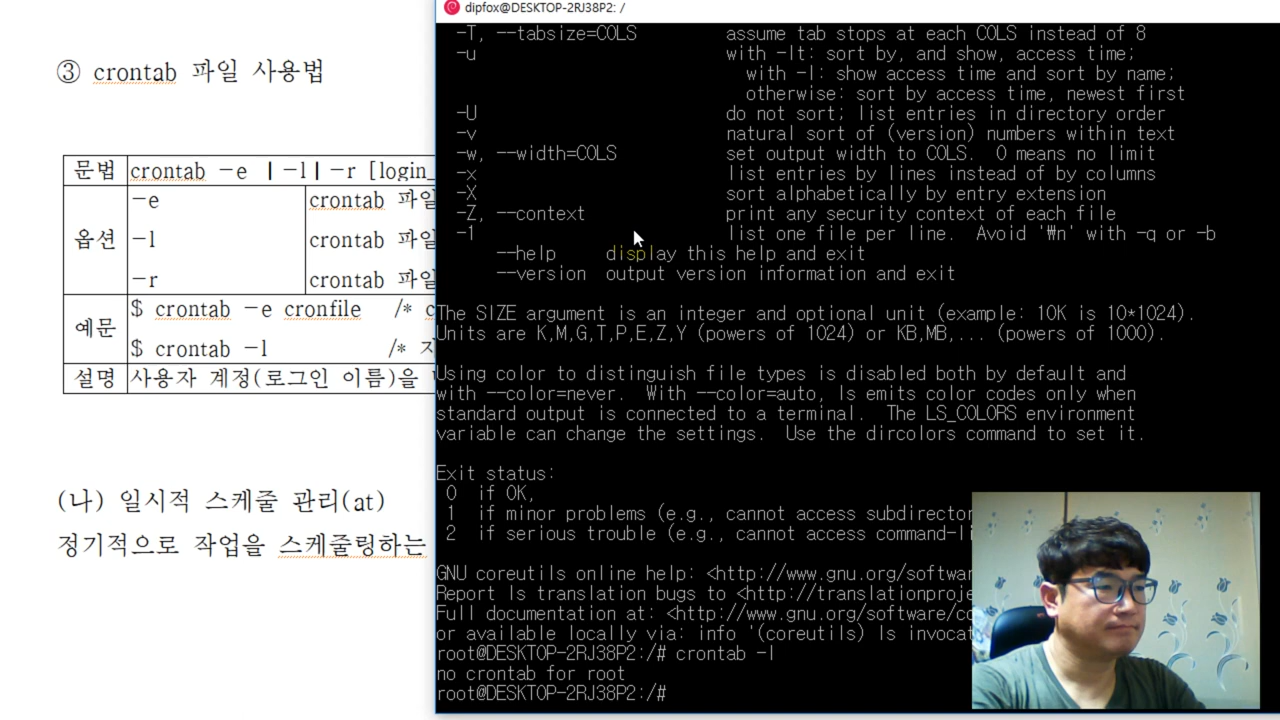 ③ crontab 파일 사용법
문법 crontab -e | -l | -r [login_
옵션
-e crontab 파일
-l crontab 파일
-r crontab 파일
예문
$ crontab -e cronfile /* c
$ crontab -l /* 지
설명 사용자 계정(로그인 이름)을
(나) 일시적 스케줄 관리(at)
정기적으로 작업을 스케줄링하는
dipfox@DESKTOP-2RJ38P2: /
-T, --tabsize=COLS assume tab stops at each COLS instead of 8
-u with -lt: sort by, and show, access time;
with -l: show access time and sort by name;
otherwise: sort by access time, newest first
-U do not sort; list entries in directory order
-v natural sort of (version) numbers within text
-w, --width=COLS set output width to COLS. 0 means no limit
-x list entries by lines instead of by columns
-X sort alphabetically by entry extension
-Z, --context print any security context of each file
-1 list one file per line. Avoid '₩n' with -q or -b
--help display this help and exit
--version output version information and exit
The SIZE argument is an integer and optional unit (example: 10K is 10*1024).
Units are K,M,G,T,P,E,Z,Y (powers of 1024) or KB,MB,... (powers of 1000).
Using color to distinguish file types is disabled both by default and
with --color=never. With --color=auto, ls emits color codes only when
standard output is connected to a terminal. The LS_COLORS environment
variable can change the settings. Use the dircolors command to set it.
Exit status:
0 if OK,
1 if minor problems (e.g., cannot access subdirector
2 if serious trouble (e.g., cannot access command-li
GNU coreutils online help: <http://www.gnu.org/softwar
Report ls translation bugs to <http://translationproje
Full documentation at: <http://www.gnu.org/software/co
or available locally via: info '(coreutils) ls invocat
root@DESKTOP-2RJ38P2:/# crontab -l
no crontab for root
root@DESKTOP-2RJ38P2:/#